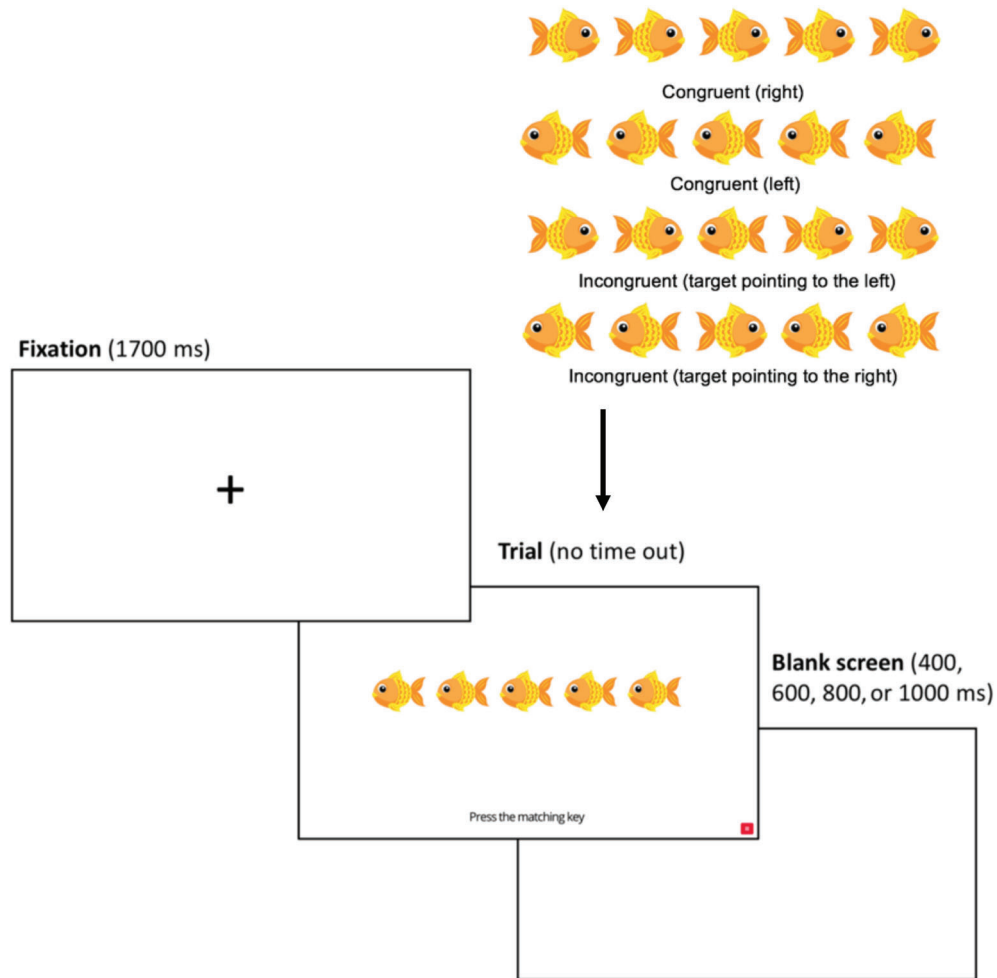 Congruent (right)
Congruent (left)
Incongruent (target pointing to the left)
Incongruent (target pointing to the right)
Fixation (1700 ms)
+
Trial (no time out)
Press the matching key
Blank screen (400,
600, 800, or 1000 ms)